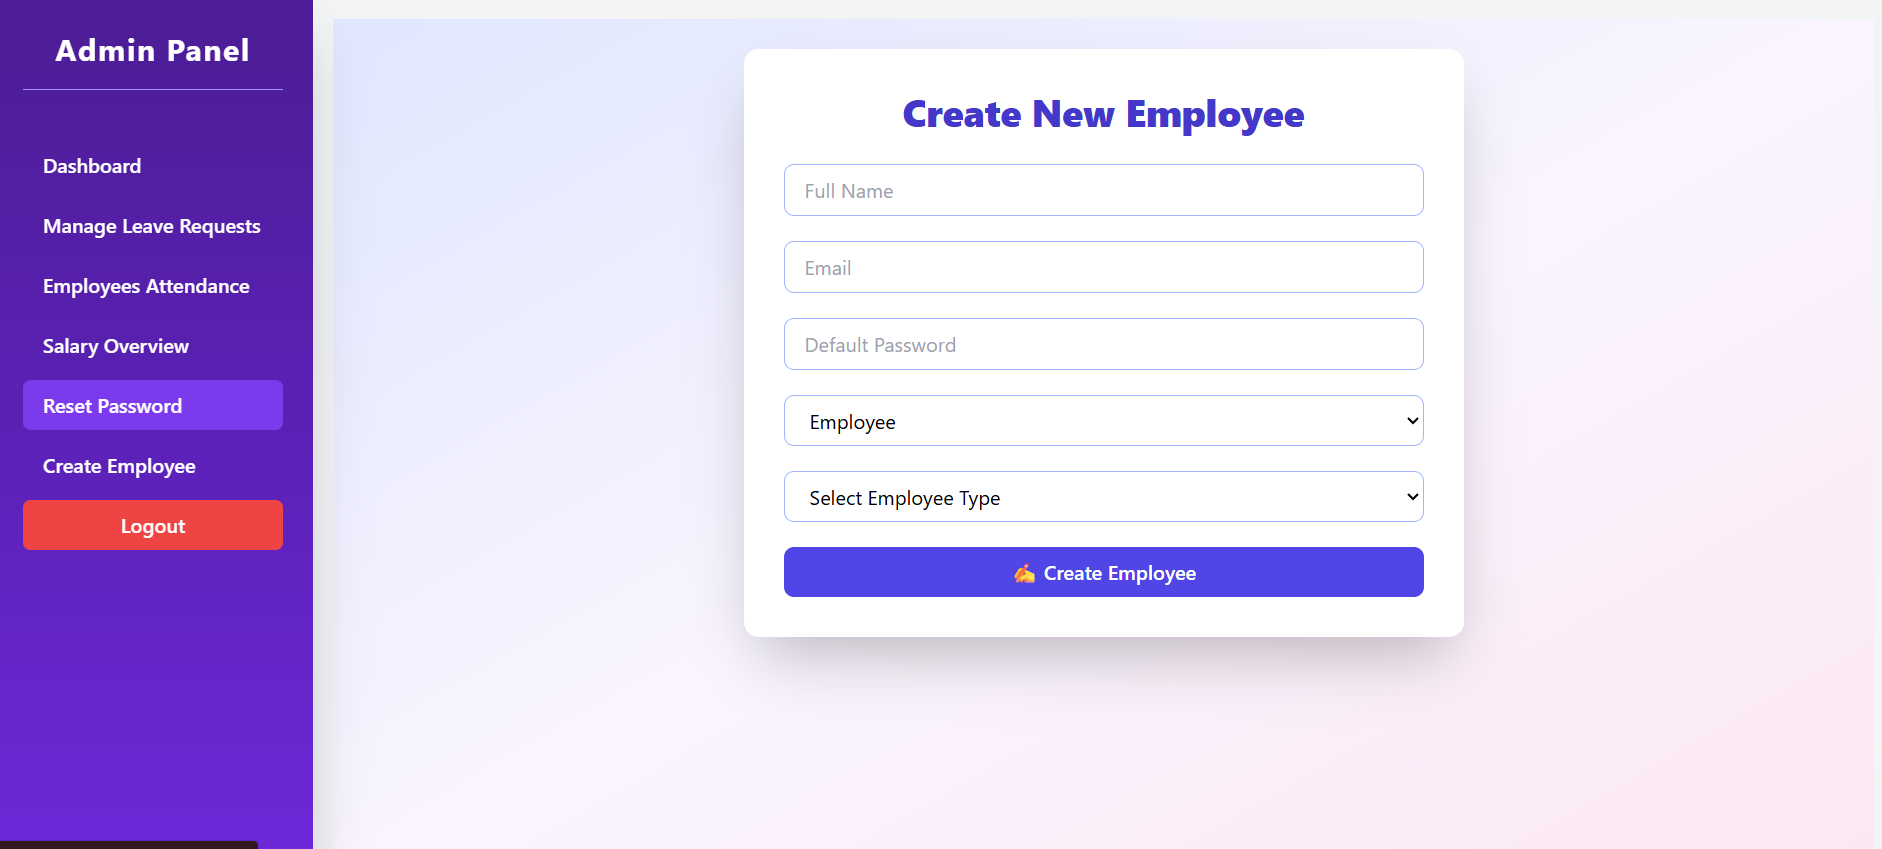 Admin Panel
Dashboard
Manage Leave Requests
Employees Attendance
Salary Overview
Reset Password
Create Employee
Logout
Create New Employee
Full Name
Email
Default Password
Employee
Select Employee Type
✍️ Create Employee